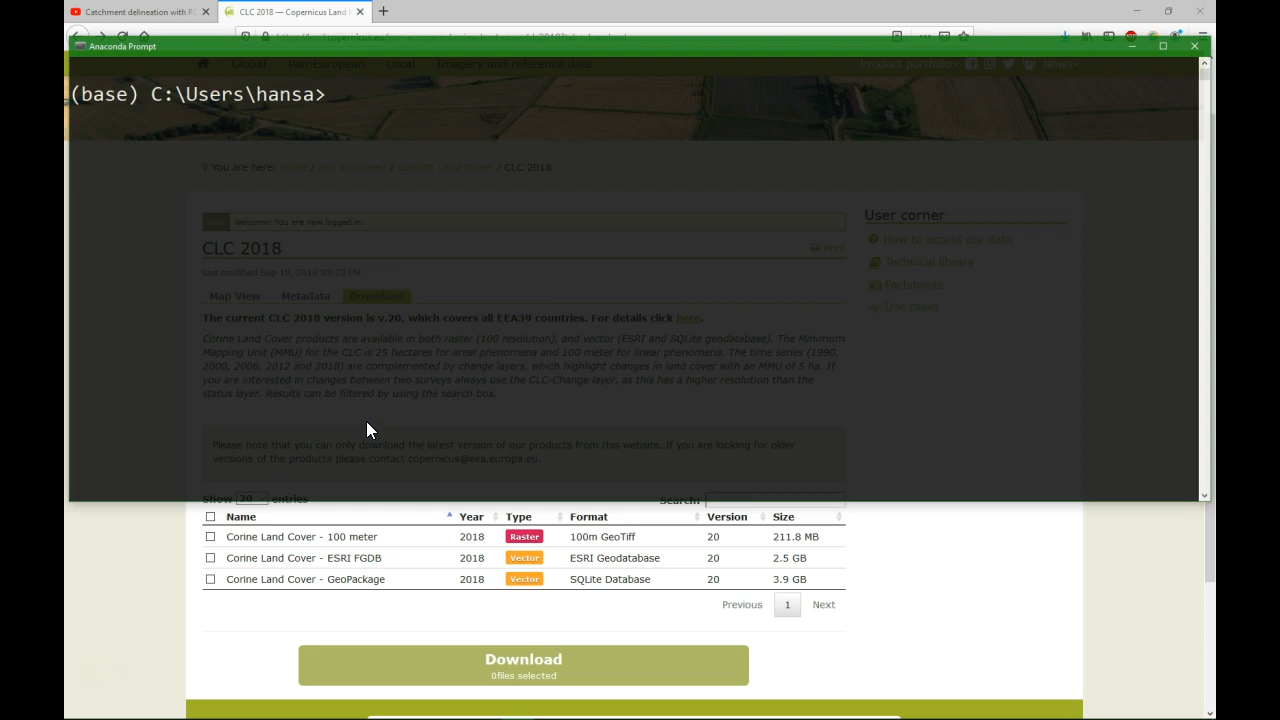 Catchment delineation with PC
CLC 2018 — Copernicus Land
Anaconda Prompt
Global Pan-European Local Imagery and reference data Product portfolio News
(base) C:\Users\hansa>
You are here: Home / Pan-European / CORINE Land Cover / CLC 2018
Info Welcome! You are now logged in.
User corner
CLC 2018
Print
How to access our data
last modified Sep 18, 2019 03:22 PM
Technical library
Map View Metadata Download
Factsheets
Use cases
The current CLC 2018 version is v.20, which covers all EEA39 countries. For details click here.
Corine Land Cover products are available in both raster (100 resolution), and vector (ESRI and SQLite geodatabase). The Minimum
Mapping Unit (MMU) for the CLC is 25 hectares for areal phenomena and 100 meter for linear phenomena. The time series (1990,
2000, 2006, 2012 and 2018) are complemented by change layers, which highlight changes in land cover with an MMU of 5 ha. If
you are interested in changes between two surveys always use the CLC-Change layer, as this has a higher resolution than the
status layer. Results can be filtered by using the search box.
Please note that you can only download the latest version of our products from this website. If you are looking for older
versions of the products please contact copernicus@eea.europa.eu.
Show 20 entries Search:
Name Year Type Format Version Size
Corine Land Cover - 100 meter 2018 Raster 100m GeoTiff 20 211.8 MB
Corine Land Cover - ESRI FGDB 2018 Vector ESRI Geodatabase 20 2.5 GB
Corine Land Cover - GeoPackage 2018 Vector SQLite Database 20 3.9 GB
Previous 1 Next
Download
0files selected